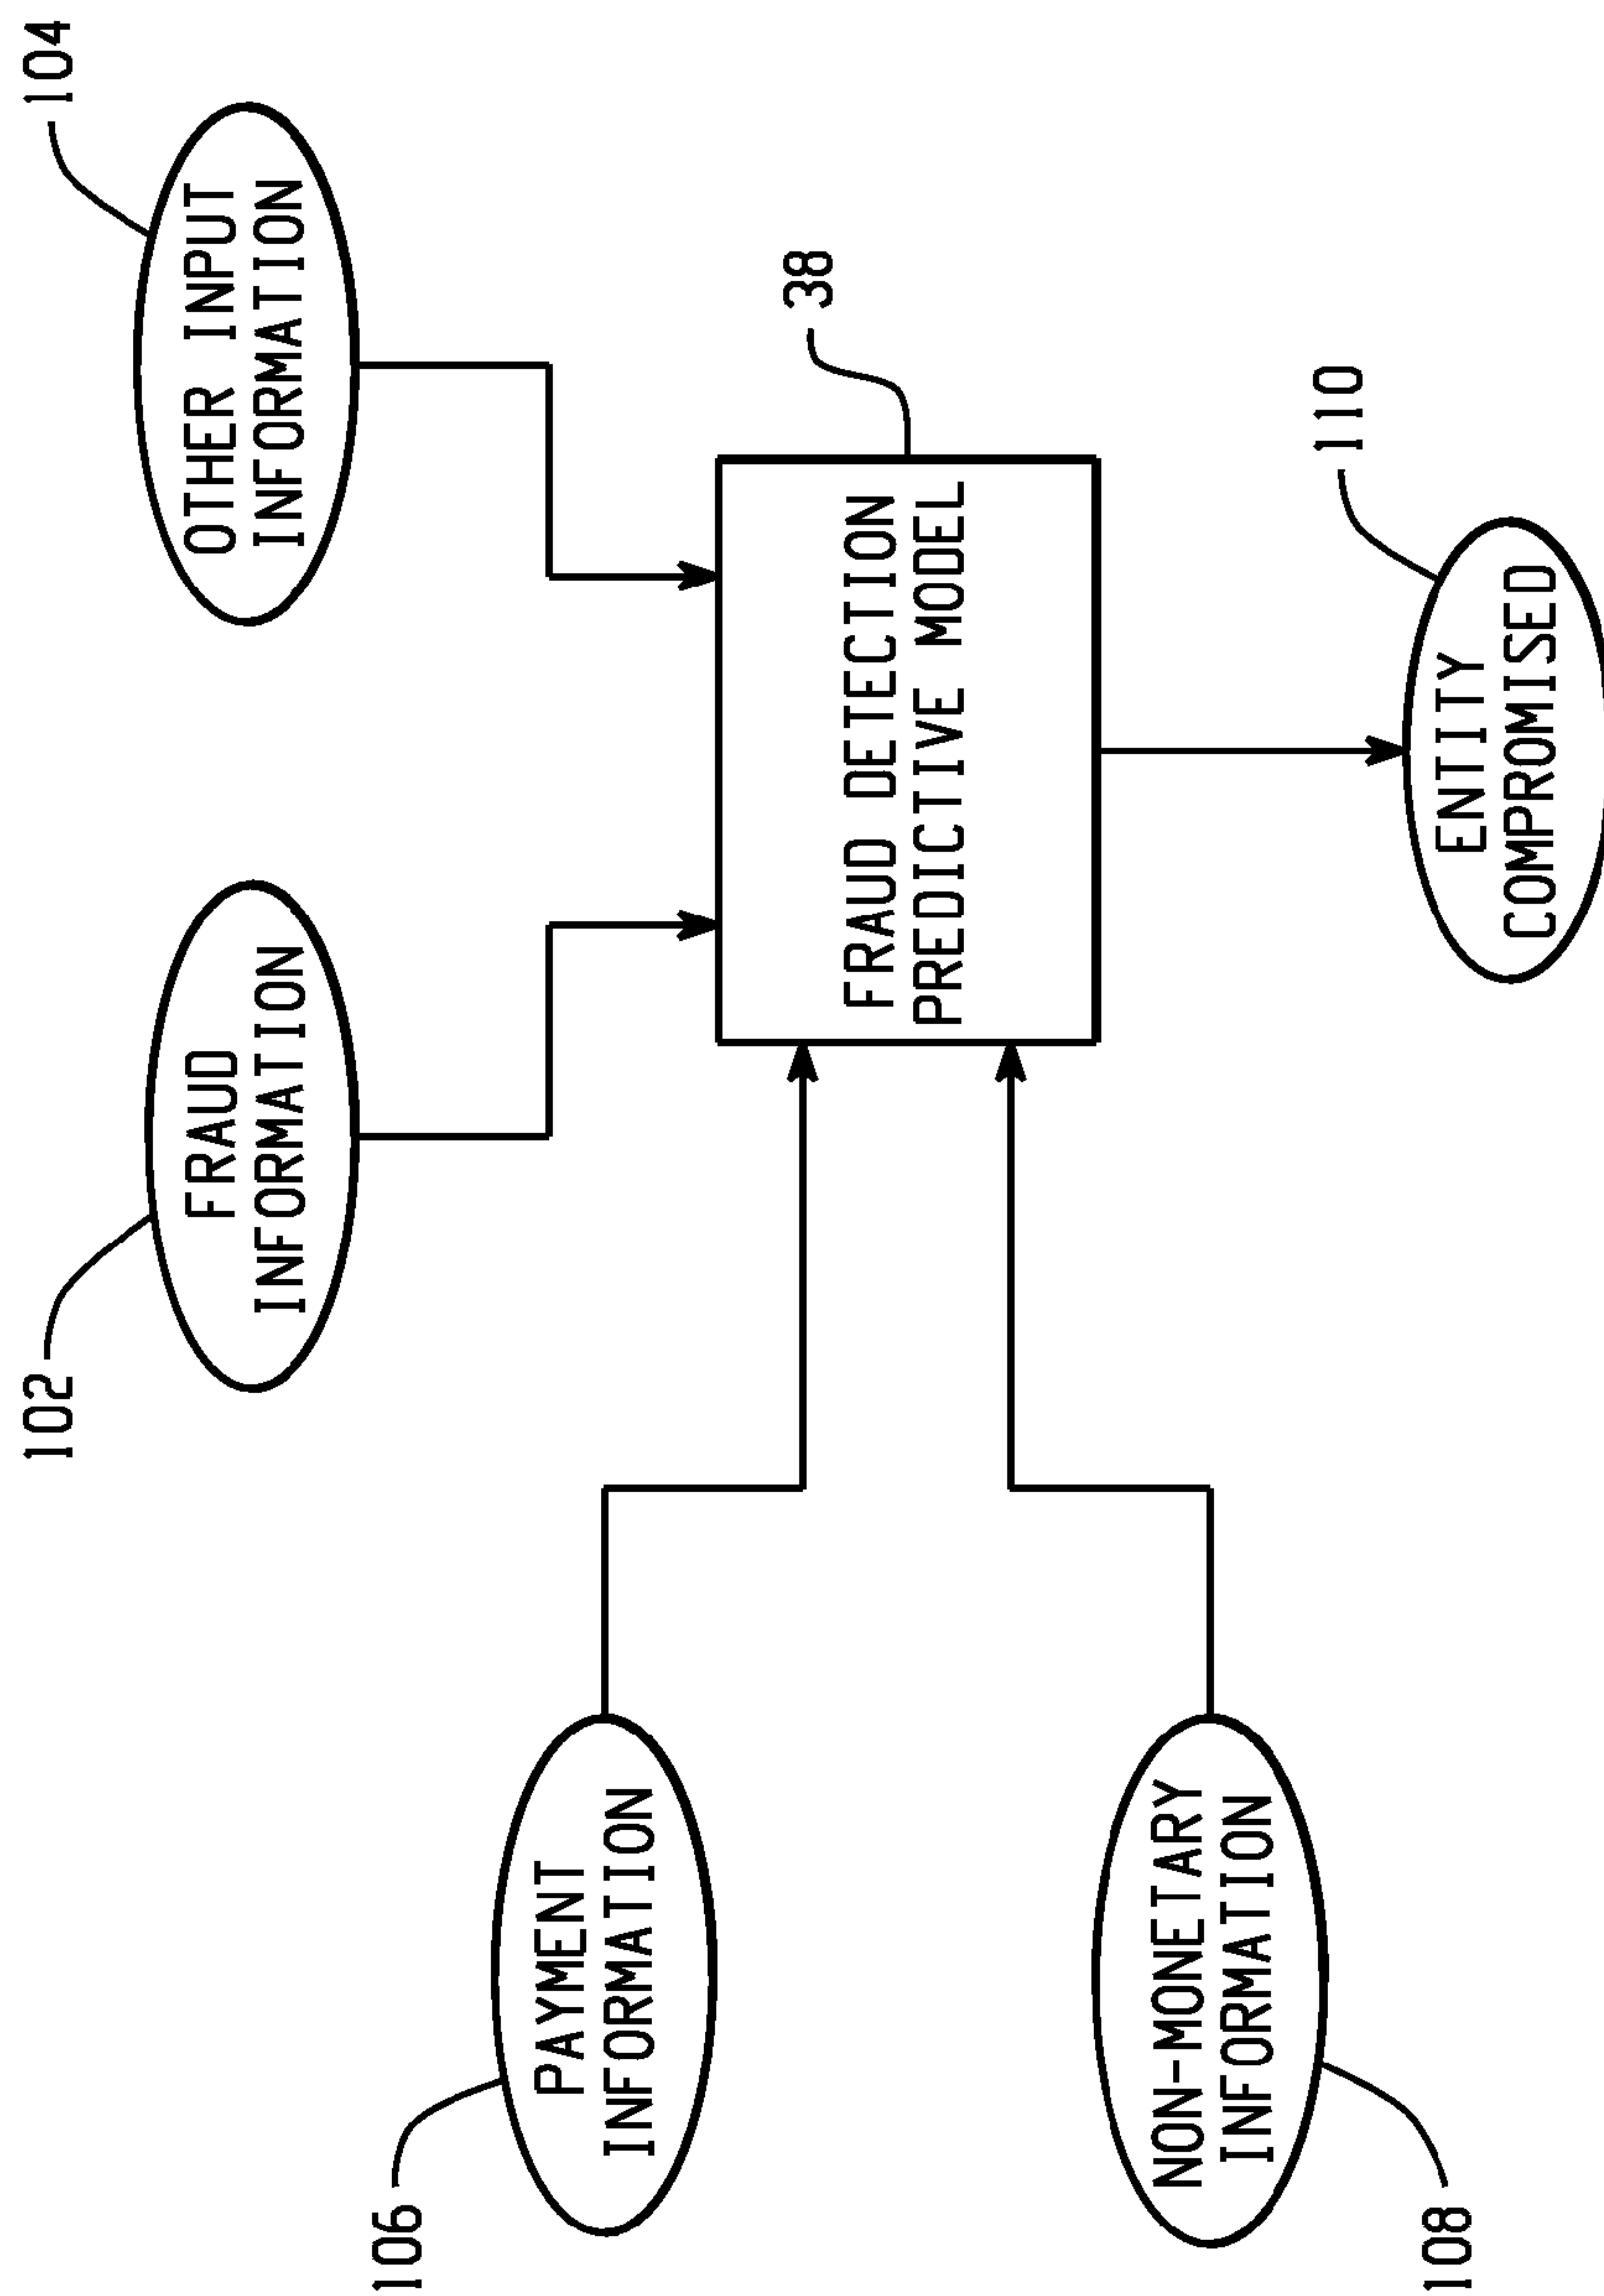 102
104
FRAUD
INFORMATION
OTHER INPUT
INFORMATION
106
PAYMENT
INFORMATION
38
FRAUD DETECTION
PREDICTIVE MODEL
NON-MONETARY
INFORMATION
108
110
ENTITY
COMPROMISED